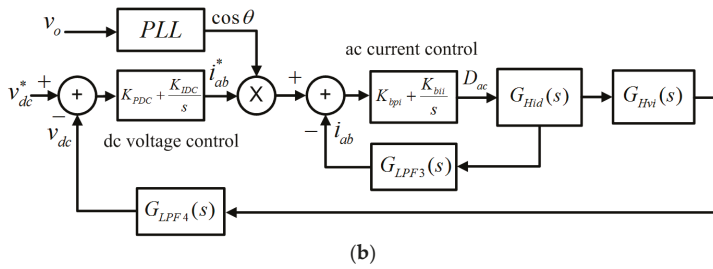 v_o
PLL
cos θ
ac current control
v*_dc
+
+
−
v_dc
K_PDC + K_IDC/s
i*_ab
dc voltage control
X
+
+
−
i_ab
K_bpi + K_bii/s
D_ac
G_Hid(s)
G_Hvi(s)
G_LPF3(s)
G_LPF4(s)
(b)